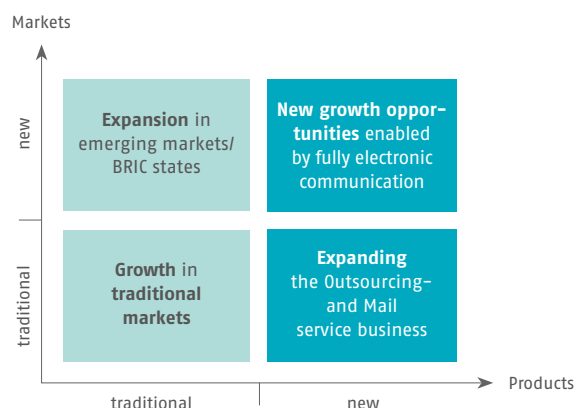 Markets
new
Expansion in
emerging markets/
BRIC states
New growth oppor-
tunities enabled
by fully electronic
communication
traditional
Growth in
traditional
markets
Expanding
the Outsourcing-
and Mail
service business
Products
traditional
new